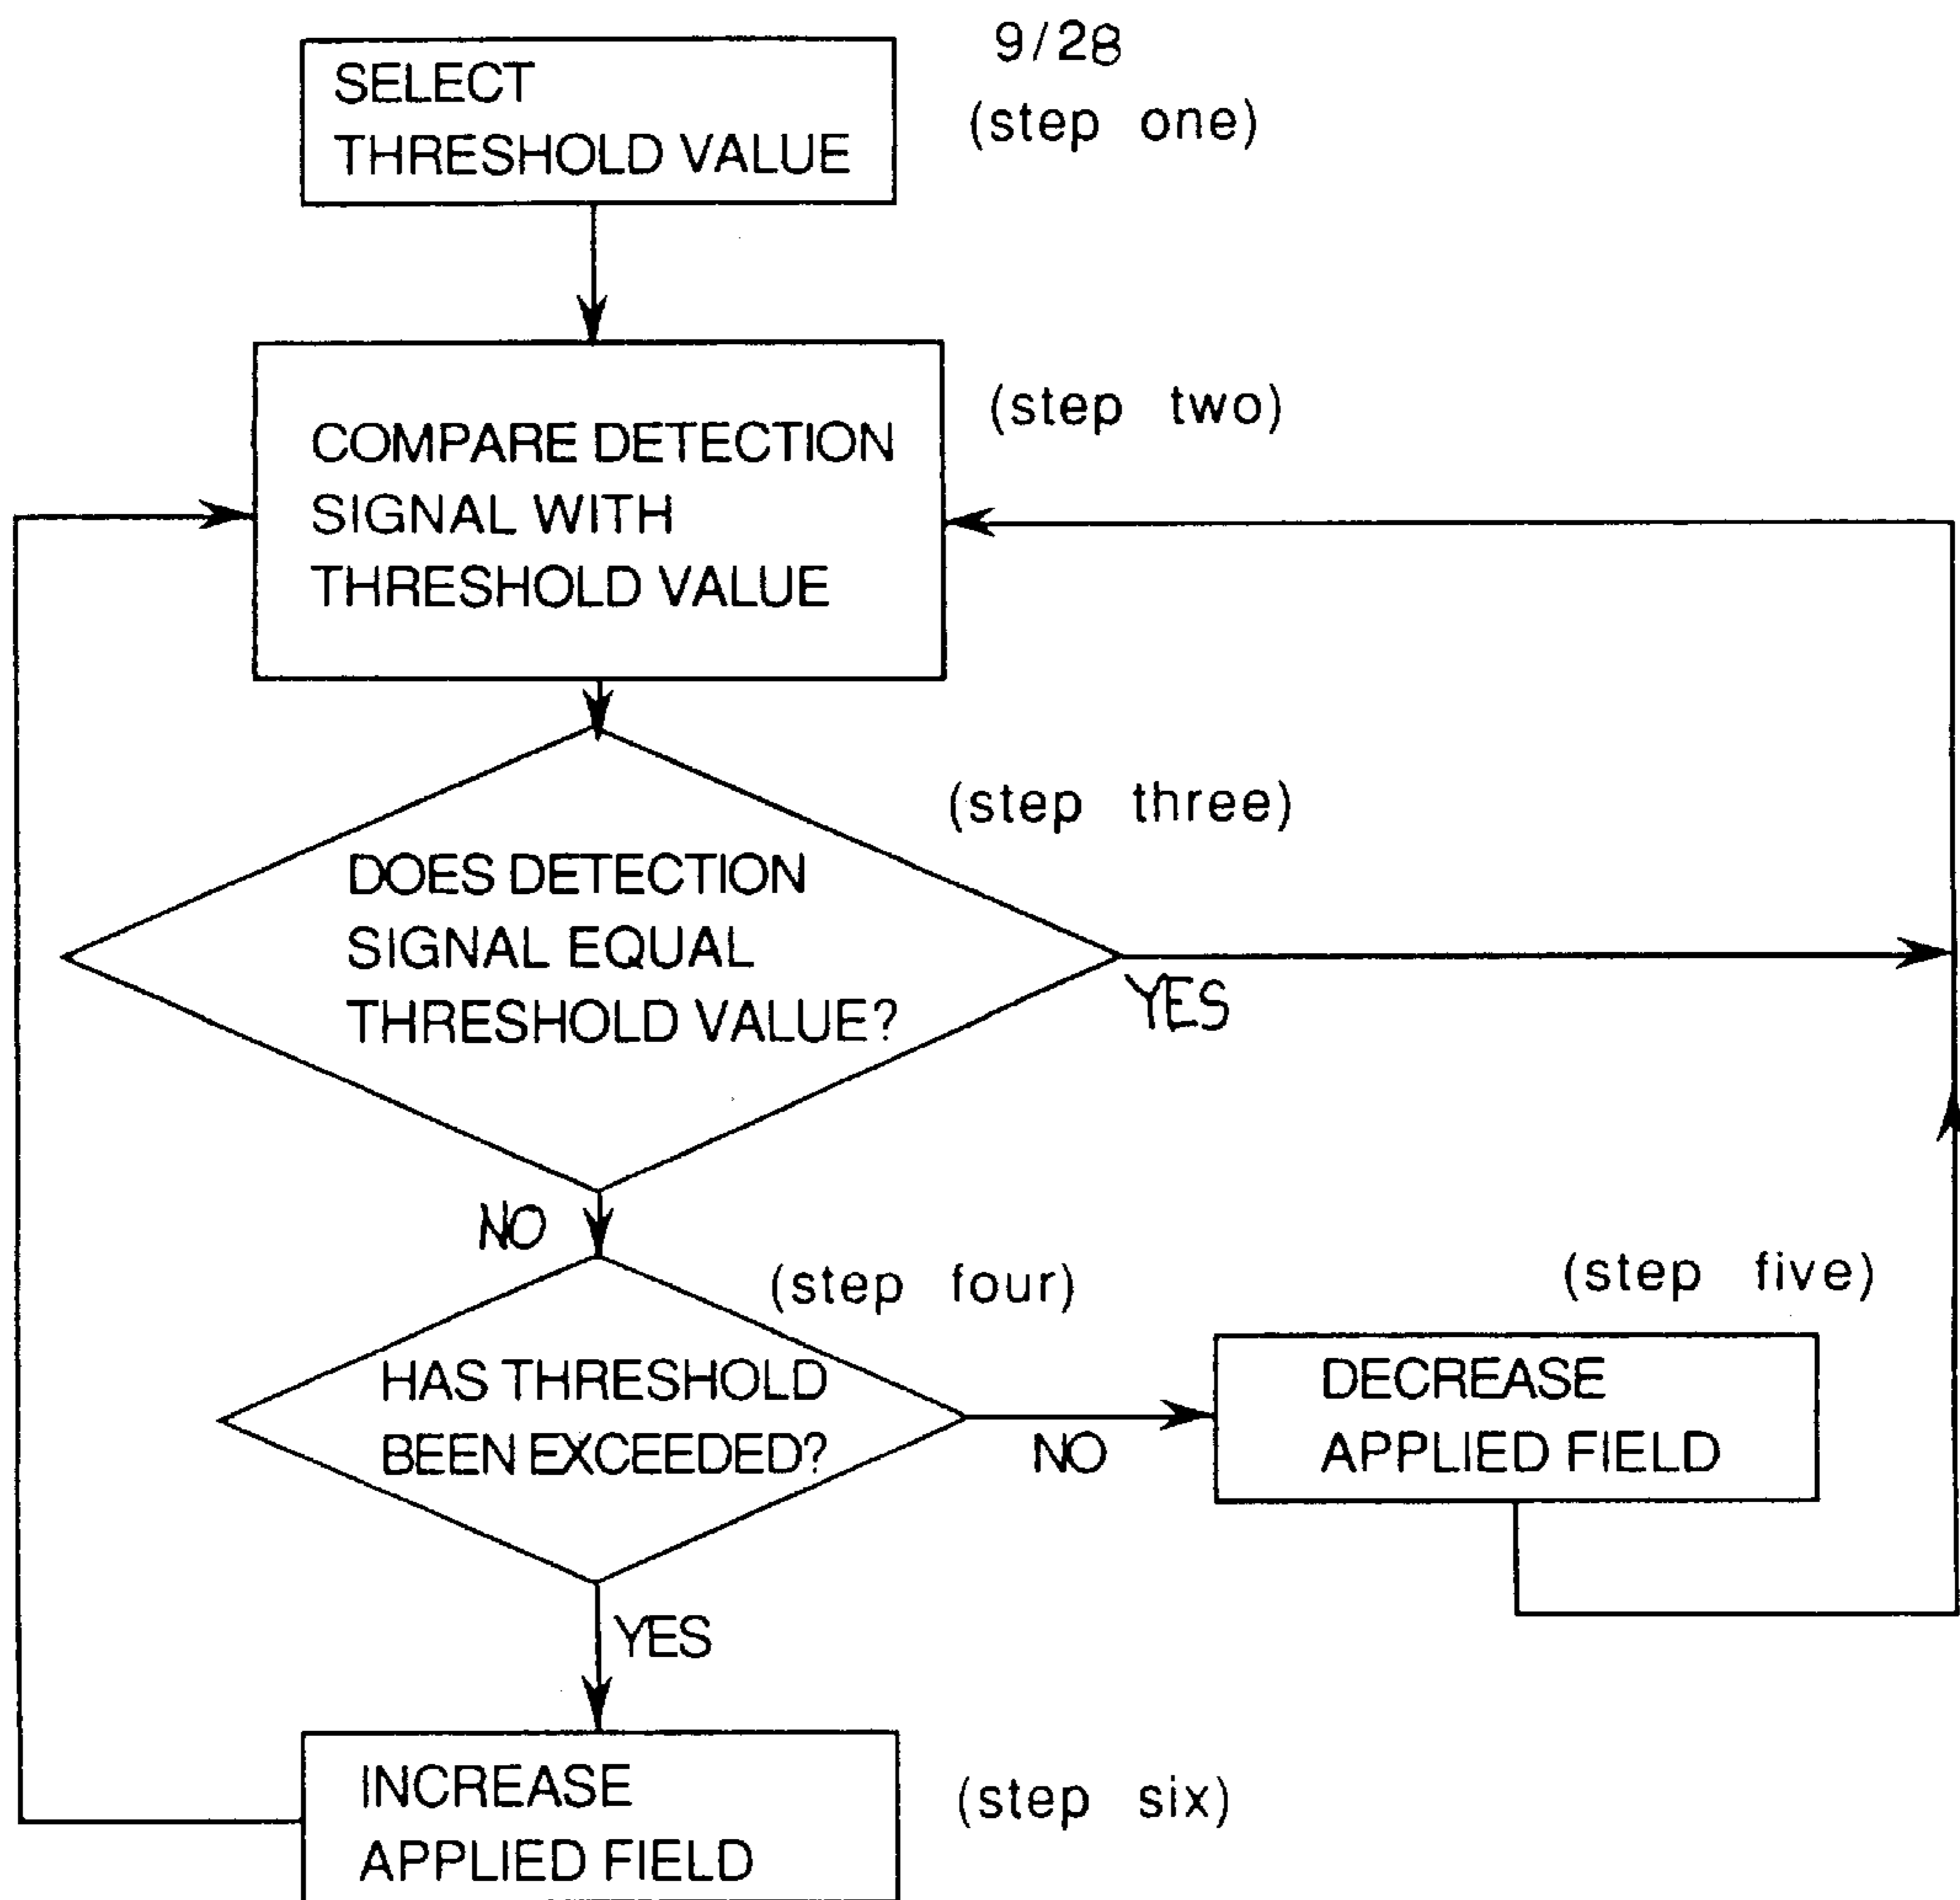 9/28
SELECT
THRESHOLD VALUE
(step one)
COMPARE DETECTION
SIGNAL WITH
THRESHOLD VALUE
(step two)
(step three)
DOES DETECTION
SIGNAL EQUAL
THRESHOLD VALUE?
YES
NO
(step four)
(step five)
HAS THRESHOLD
BEEN EXCEEDED?
NO
DECREASE
APPLIED FIELD
YES
INCREASE
APPLIED FIELD
(step six)